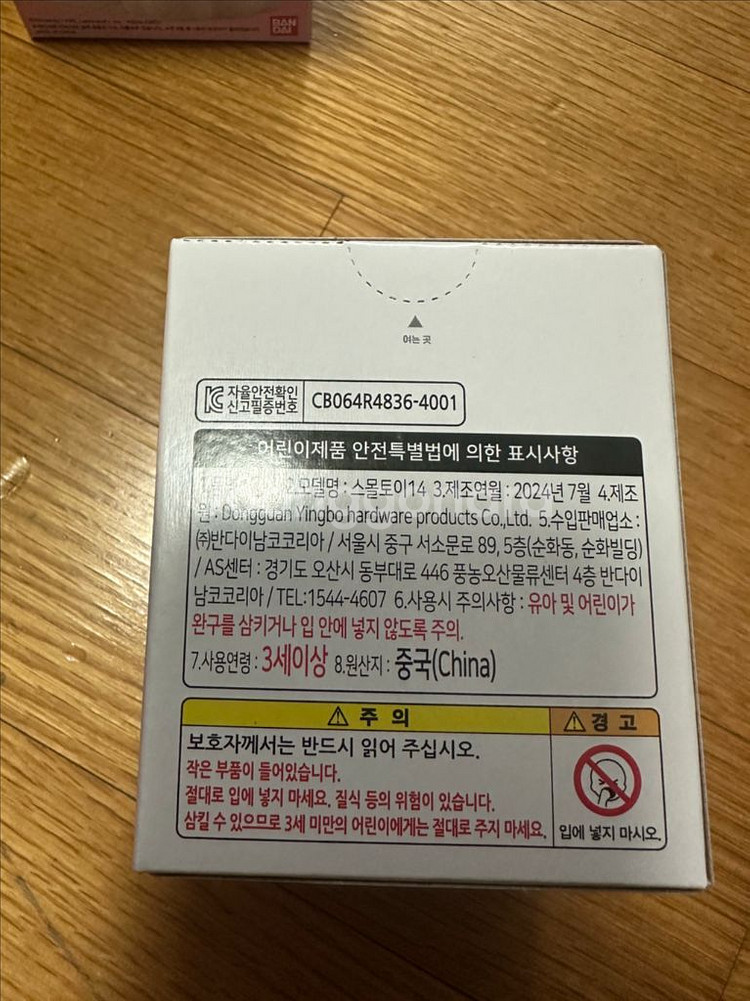 BAN
DAI
여는 곳
자율안전확인
신고필증번호
CB064R4836-4001
어린이제품 안전특별법에 의한 표시사항
2.모델명 : 스몰토이14 3.제조연월 : 2024년 7월 4.제조
원 : Dongguan Yingbo hardware products Co.,Ltd. 5.수입판매업소 :
㈜반다이남코코리아 / 서울시 중구 서소문로 89, 5층(순화동, 순화빌딩)
/ AS센터 : 경기도 오산시 동부대로 446 풍농오산물류센터 4층 반다이
남코코리아 / TEL:1544-4607 6.사용시 주의사항 : 유아 및 어린이가
완구를 삼키거나 입 안에 넣지 않도록 주의.
7.사용연령 : 3세이상 8.원산지 : 중국(China)
주 의
보호자께서는 반드시 읽어 주십시오.
작은 부품이 들어있습니다.
절대로 입에 넣지 마세요. 질식 등의 위험이 있습니다.
삼킬 수 있으므로 3세 미만의 어린이에게는 절대로 주지 마세요.
경 고
입에 넣지 마시오.